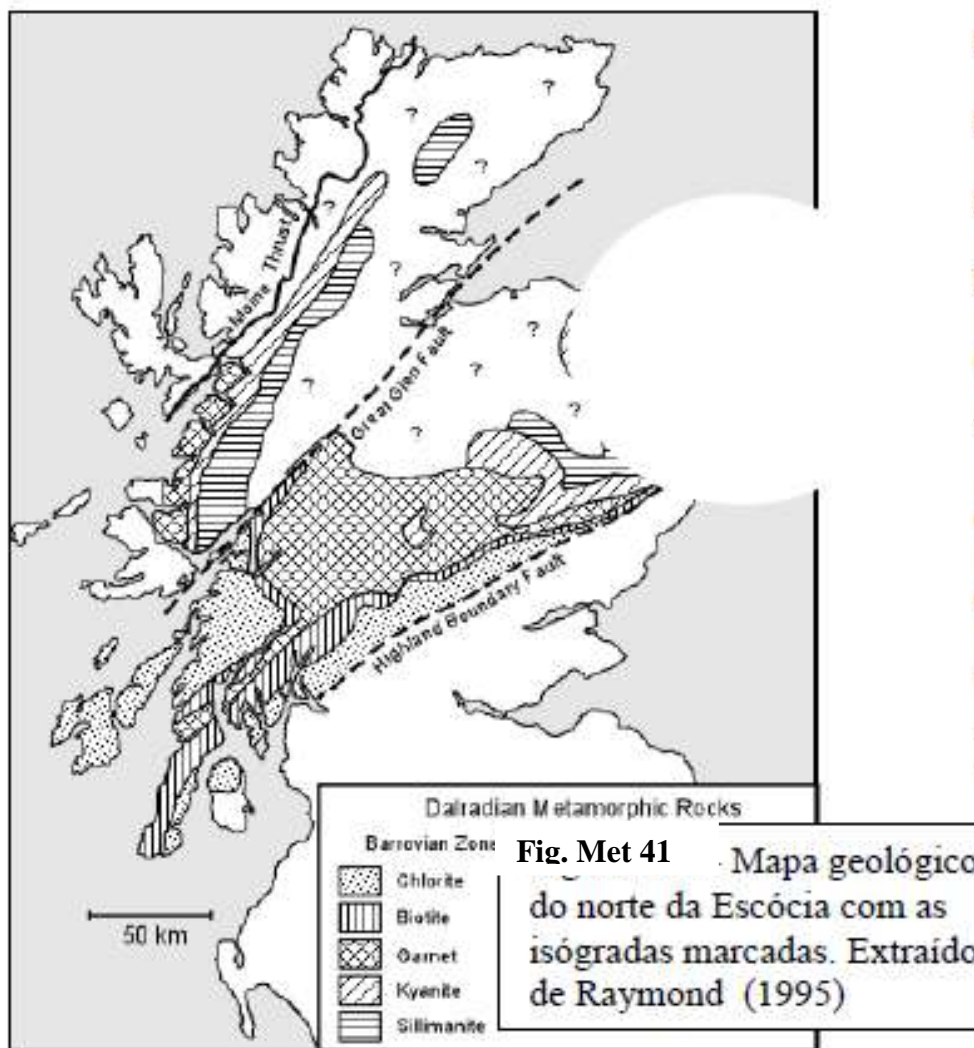 ?
?
?
?
?
Moine Thrust
?
?
?
Great Glen Fault
?
?
?
Highland Boundary Fault
Dalradian Metamorphic Rocks
Barrovian Zone
Chlorite
Biotite
Garnet
Kyanite
Sillimanite
50 km
Fig. Met 41
Mapa geológico
do norte da Escócia com as
isógradas marcadas. Extraído
de Raymond (1995)